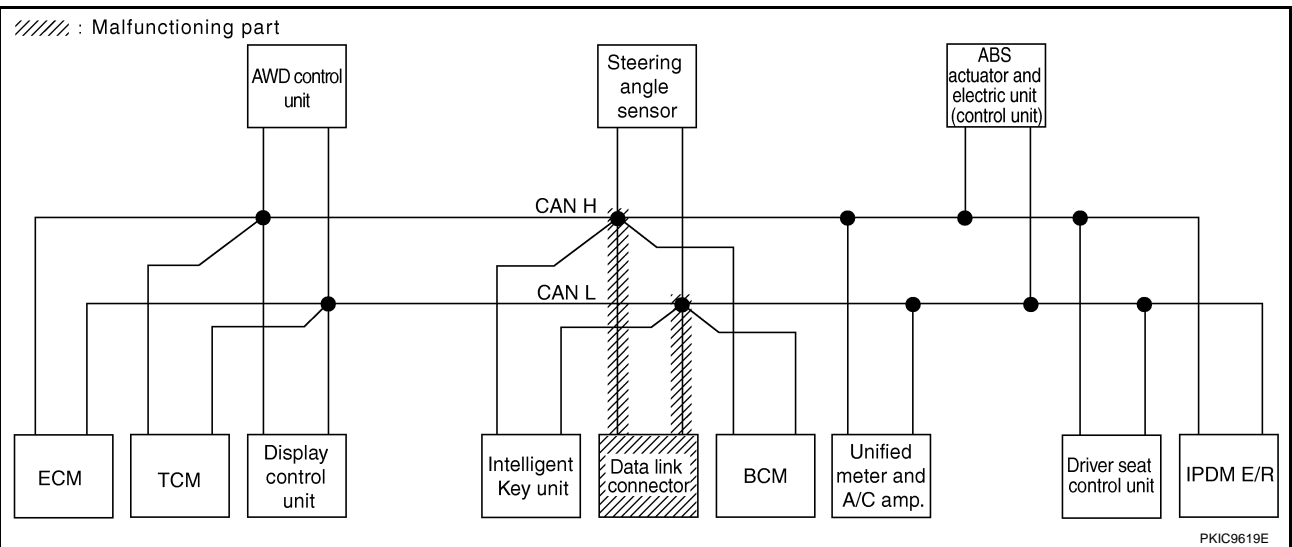 : Malfunctioning part
AWD control
unit
Steering
angle
sensor
ABS
actuator and
electric unit
(control unit)
CAN H
CAN L
ECM
TCM
Display
control
unit
Intelligent
Key unit
Data link
connector
BCM
Unified
meter and
A/C amp.
Driver seat
control unit
IPDM E/R
PKIC9619E